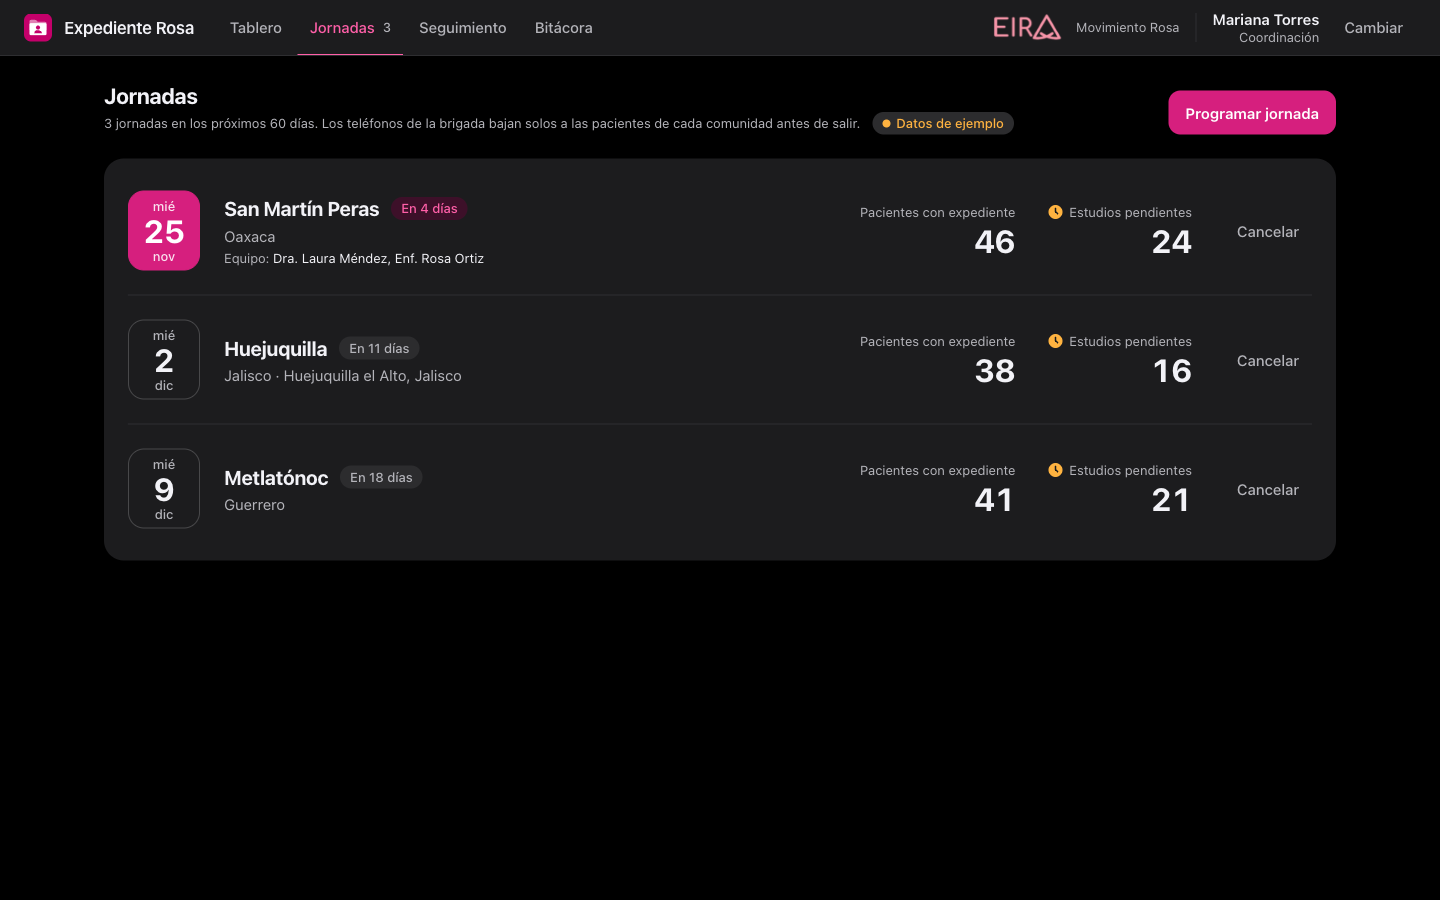 Expediente Rosa
Tablero
Jornadas 3
Seguimiento
Bitácora
EIRA
Movimiento Rosa
Mariana Torres
Coordinación
Cambiar
Jornadas
3 jornadas en los próximos 60 días. Los teléfonos de la brigada bajan solos a las pacientes de cada comunidad antes de salir.
Datos de ejemplo
Programar jornada
mié
25
nov
San Martín Peras
En 4 días
Oaxaca
Equipo: Dra. Laura Méndez, Enf. Rosa Ortiz
Pacientes con expediente
46
Estudios pendientes
24
Cancelar
mié
2
dic
Huejuquilla
En 11 días
Jalisco · Huejuquilla el Alto, Jalisco
Pacientes con expediente
38
Estudios pendientes
16
Cancelar
mié
9
dic
Metlatónoc
En 18 días
Guerrero
Pacientes con expediente
41
Estudios pendientes
21
Cancelar